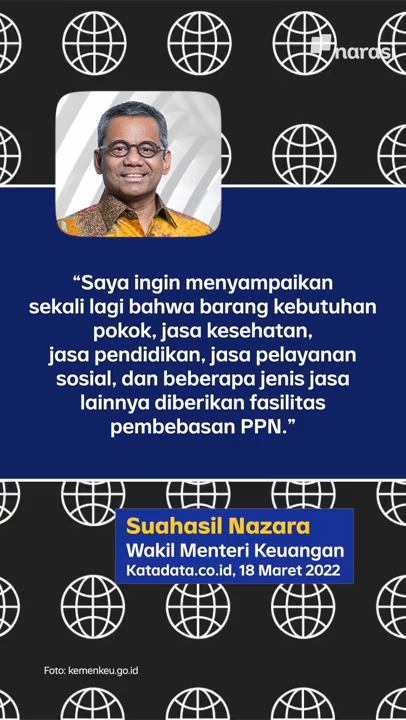 naras
“Saya ingin menyampaikan
sekali lagi bahwa barang kebutuhan
pokok, jasa kesehatan,
jasa pendidikan, jasa pelayanan
sosial, dan beberapa jenis jasa
lainnya diberikan fasilitas
pembebasan PPN.”
Suahasil Nazara
Wakil Menteri Keuangan
Katadata.co.id, 18 Maret 2022
Foto: kemenkeu.go.id